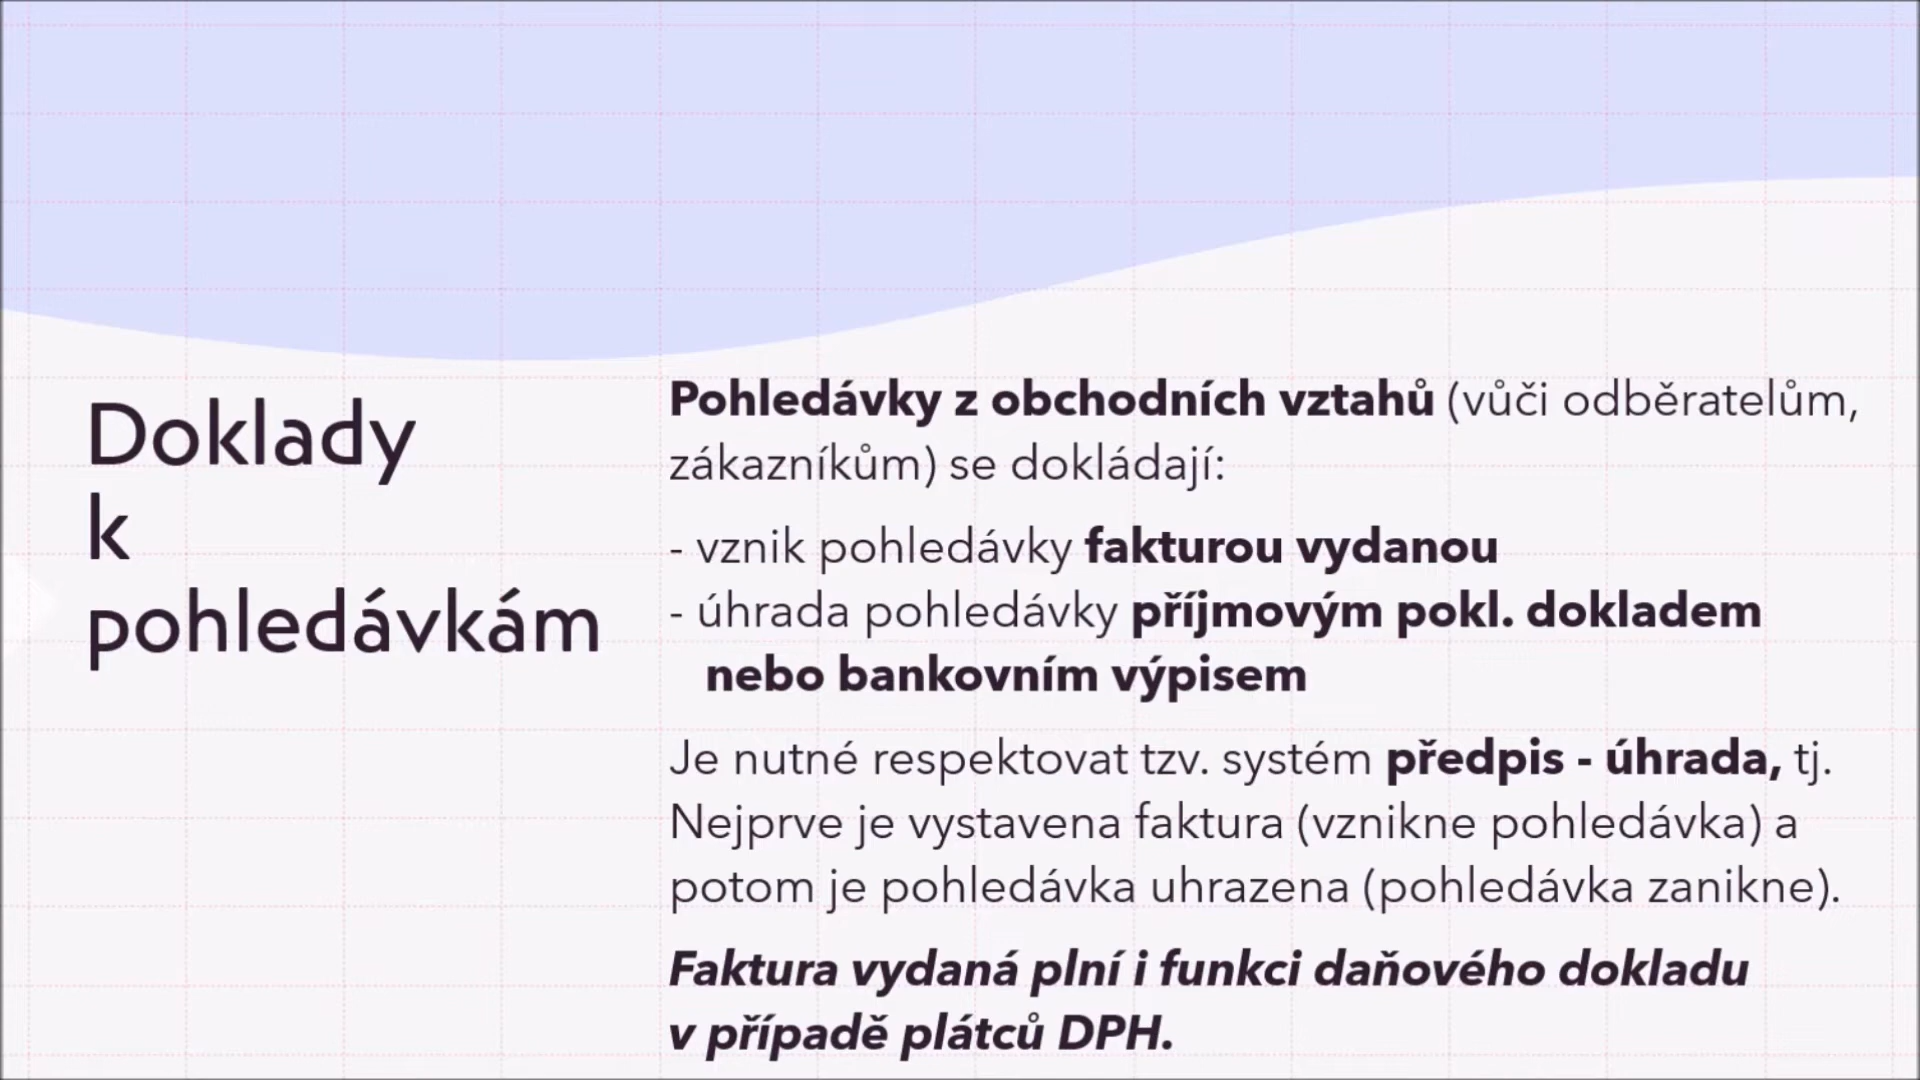 Doklady
k
pohledávkám
Pohledávky z obchodních vztahů (vůči odběratelům,
zákazníkům) se dokládají:
- vznik pohledávky fakturou vydanou
- úhrada pohledávky příjmovým pokl. dokladem
nebo bankovním výpisem
Je nutné respektovat tzv. systém předpis - úhrada, tj.
Nejprve je vystavena faktura (vznikne pohledávka) a
potom je pohledávka uhrazena (pohledávka zanikne).
Faktura vydaná plní i funkci daňového dokladu
v případě plátců DPH.